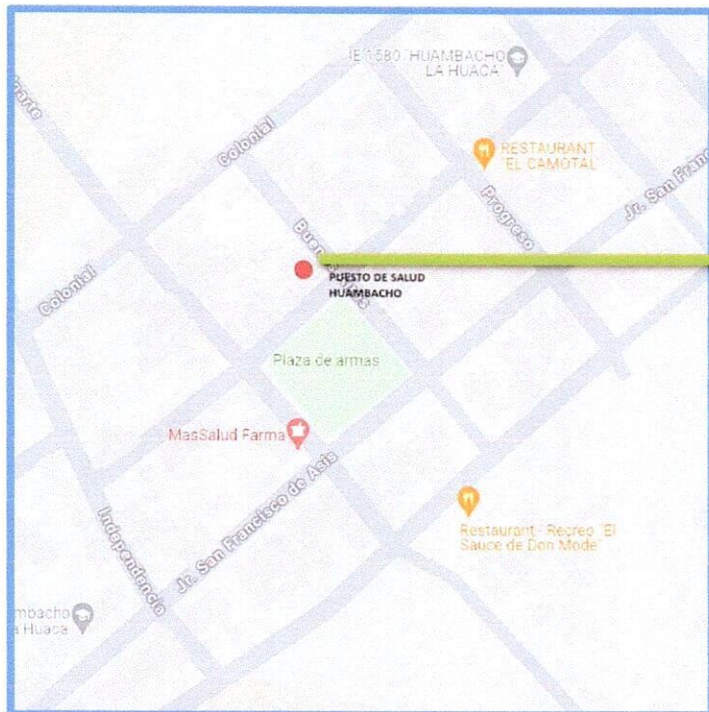 IE 1580 'HUAMBACHO
LA HUACA'
RESTAURANT
'EL CAMOTAL
Colonial
Progreso
Jr. San Franc
Colonial
PUESTO DE SALUD
HUAMBACHO
Plaza de armas
MasSalud Farma
Jr. San Francisco de Asis
Independencia
Restaurant - Recreo 'El
Sauce de Don Mode'
mbacho
a Huaca